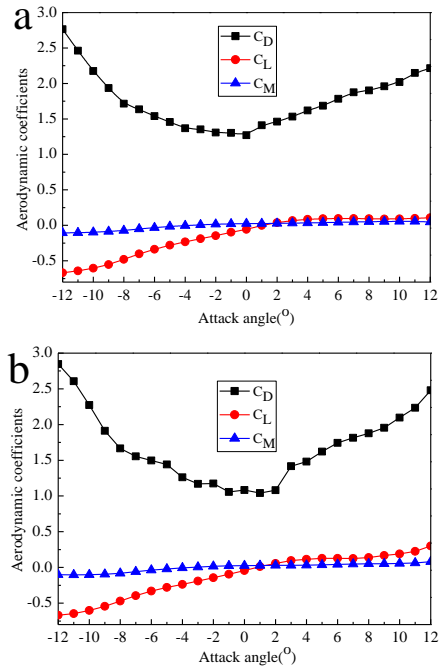 a
3.0
2.5
2.0
1.5
1.0
0.5
0.0
-0.5
Aerodynamic coefficients
C_D
C_L
C_M
-12 -10 -8 -6 -4 -2 0 2 4 6 8 10 12
Attack angle(°)
b
3.0
2.5
2.0
1.5
1.0
0.5
0.0
-0.5
Aerodynamic coefficients
C_D
C_L
C_M
-12 -10 -8 -6 -4 -2 0 2 4 6 8 10 12
Attack angle(°)